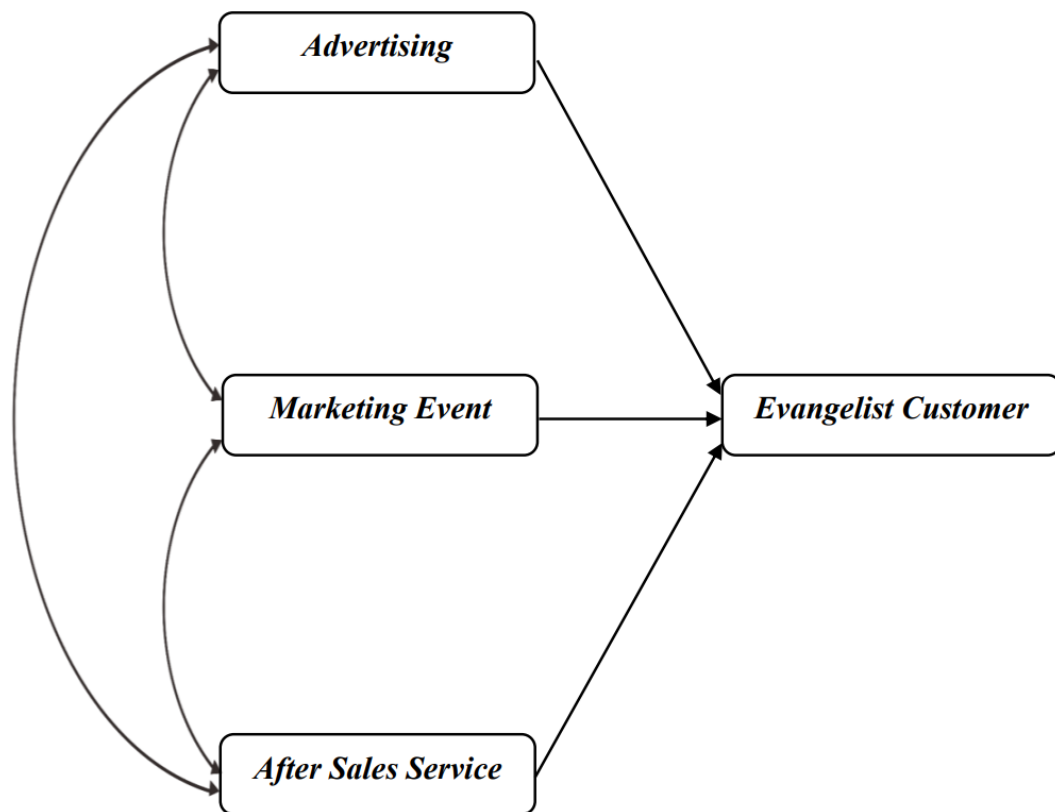 Advertising
Marketing Event
Evangelist Customer
After Sales Service